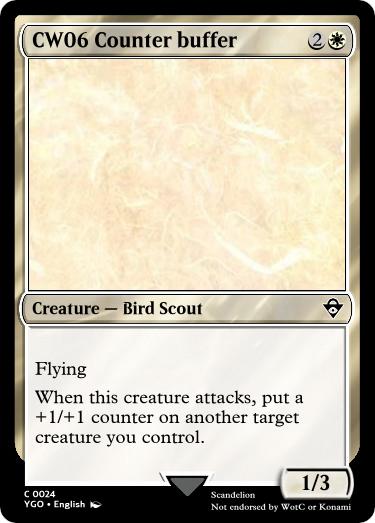 CW06 Counter buffer 2
Creature — Bird Scout
Flying
When this creature attacks, put a
+1/+1 counter on another target
creature you control.
1/3
C 0024
YGO • English
Scandelion
Not endorsed by WotC or Konami